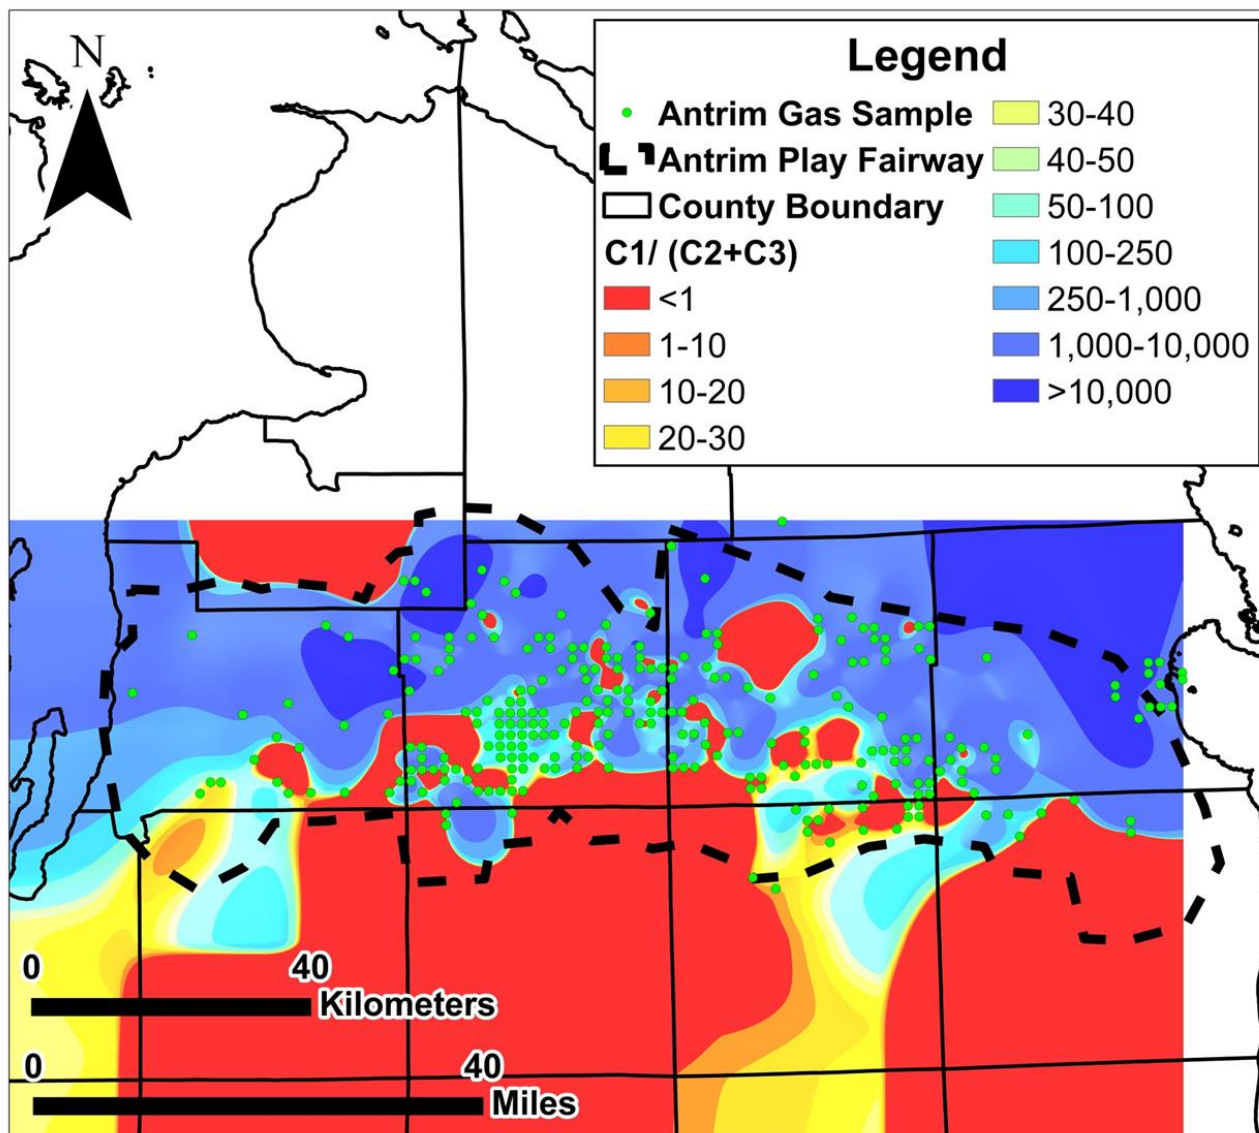 N
Legend
Antrim Gas Sample
Antrim Play Fairway
County Boundary
C1/ (C2+C3)
<1
1-10
10-20
20-30
30-40
40-50
50-100
100-250
250-1,000
1,000-10,000
>10,000
0 40
Kilometers
0 40
Miles